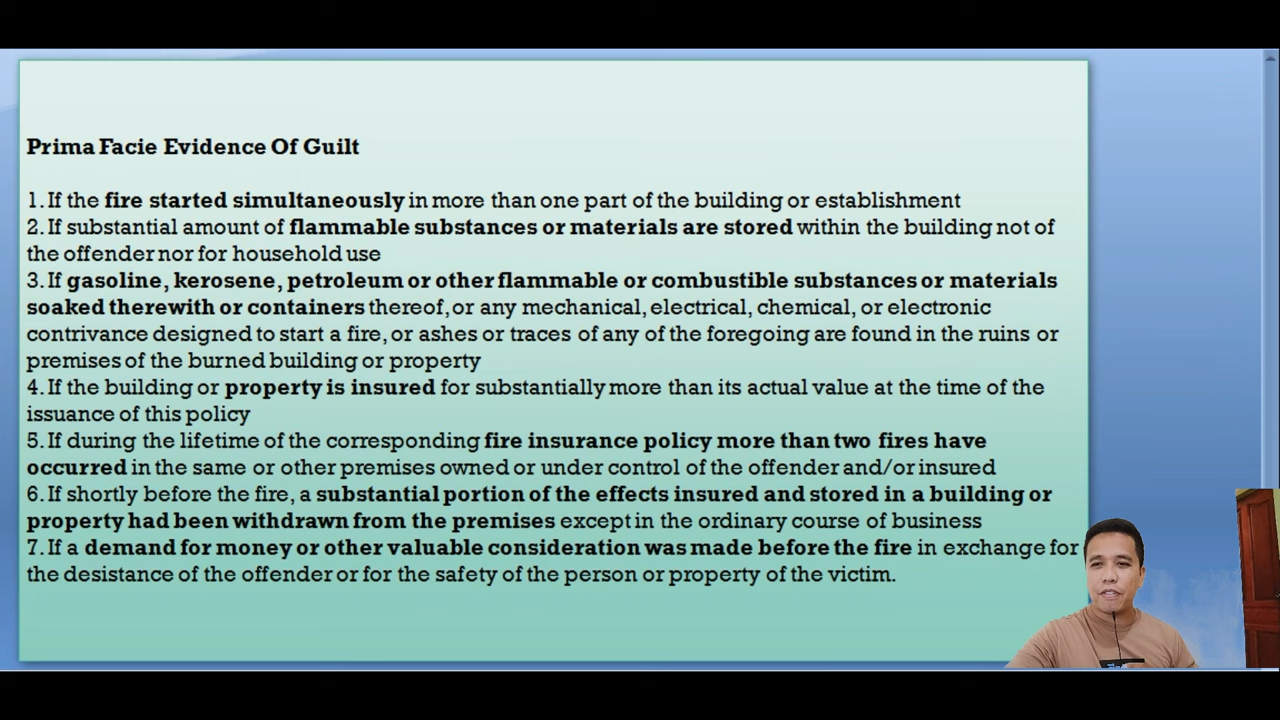 Prima Facie Evidence Of Guilt
1. If the fire started simultaneously in more than one part of the building or establishment
2. If substantial amount of flammable substances or materials are stored within the building not of
the offender nor for household use
3. If gasoline, kerosene, petroleum or other flammable or combustible substances or materials
soaked therewith or containers thereof, or any mechanical, electrical, chemical, or electronic
contrivance designed to start a fire, or ashes or traces of any of the foregoing are found in the ruins or
premises of the burned building or property
4. If the building or property is insured for substantially more than its actual value at the time of the
issuance of this policy
5. If during the lifetime of the corresponding fire insurance policy more than two fires have
occurred in the same or other premises owned or under control of the offender and/or insured
6. If shortly before the fire, a substantial portion of the effects insured and stored in a building or
property had been withdrawn from the premises except in the ordinary course of business
7. If a demand for money or other valuable consideration was made before the fire in exchange for
the desistance of the offender or for the safety of the person or property of the victim.